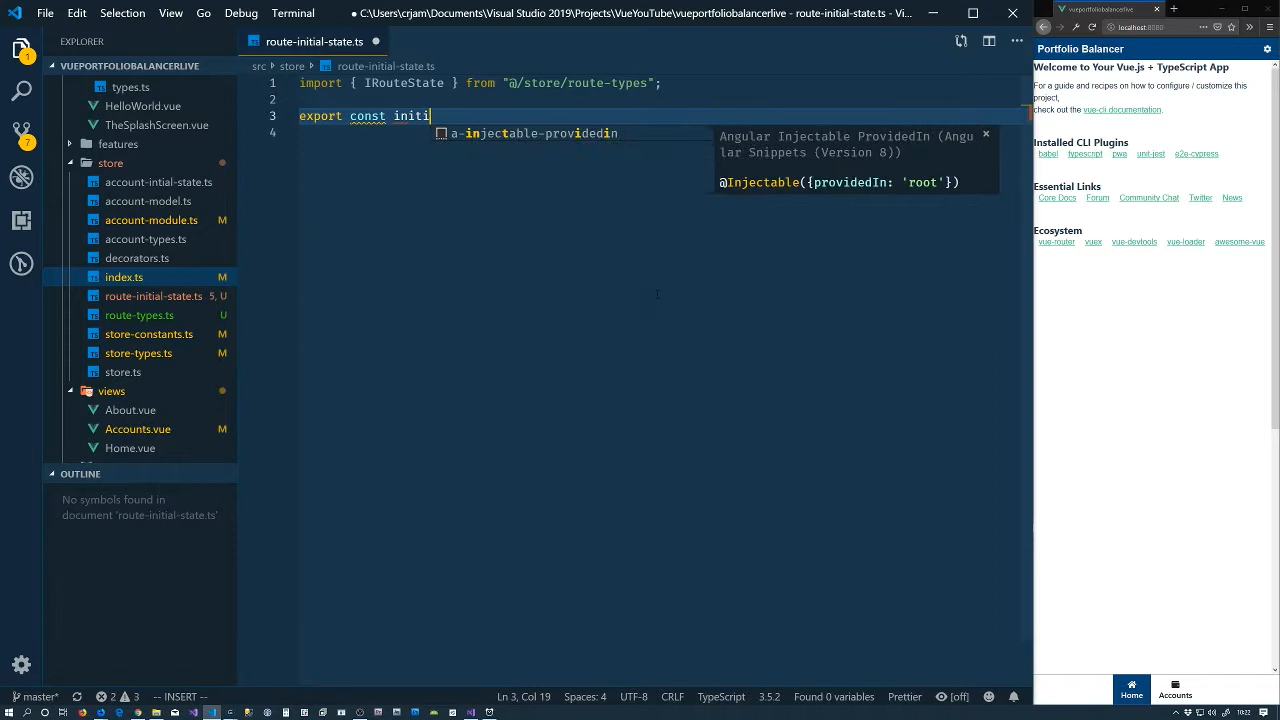 File Edit Selection View Go Debug Terminal
C:\Users\criam\Documents\Visual Studio 2019\Projects\VueYouTube\vueportfoliobalancerlive - route-initial-state.ts - V...
vueportfoliobalancerlive
localhost:8080
EXPLORER
VUEPORTFOLIOBALANCERLIVE
types.ts
HelloWorld.vue
TheSplashScreen.vue
features
store
account-intial-state.ts
account-model.ts
account-module.ts M
account-types.ts
decorators.ts
index.ts M
route-initial-state.ts 5, U
route-types.ts U
store-constants.ts M
store-types.ts M
store.ts
views
About.vue
Accounts.vue M
Home.vue
OUTLINE
No symbols found in
document 'route-initial-state.ts'
1
7
route-initial-state.ts
src > store > route-initial-state.ts
1 import { IRouteState } from "@/store/route-types";
2
3 export const initi
4
a-injectable-providedin
Angular Injectable ProvidedIn (Angu
lar Snippets (Version 8))
@Injectable({providedIn: 'root'})
Portfolio Balancer
Welcome to Your Vue.js + TypeScript App
For a guide and recipes on how to configure / customize this
project,
check out the vue-cli documentation.
Installed CLI Plugins
babel typescript pwa unit-jest e2e-cypress
Essential Links
Core Docs Forum Community Chat Twitter News
Ecosystem
vue-router vuex vue-devtools vue-loader awesome-vue
Home Accounts
master* 2 3 -- INSERT -- Ln 3, Col 19 Spaces: 4 UTF-8 CRLF TypeScript 3.5.2 Found 0 variables Prettier [off]
10:22